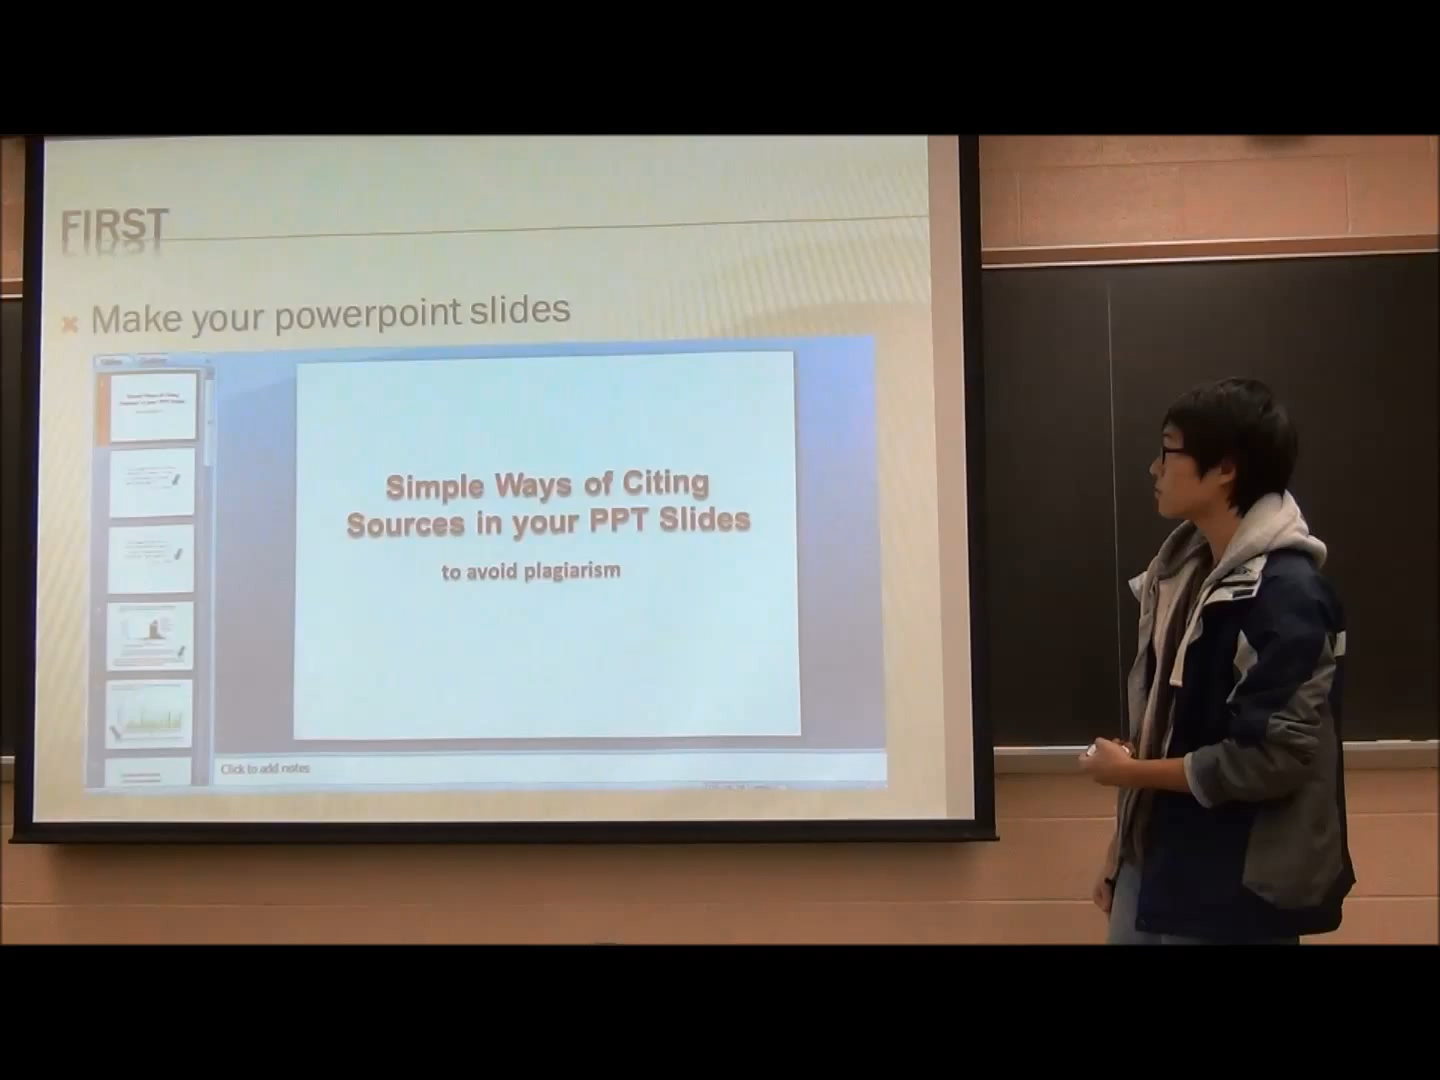 FIRST
Make your powerpoint slides
Simple Ways of Citing
Sources in your PPT Slides
to avoid plagiarism
Click to add notes